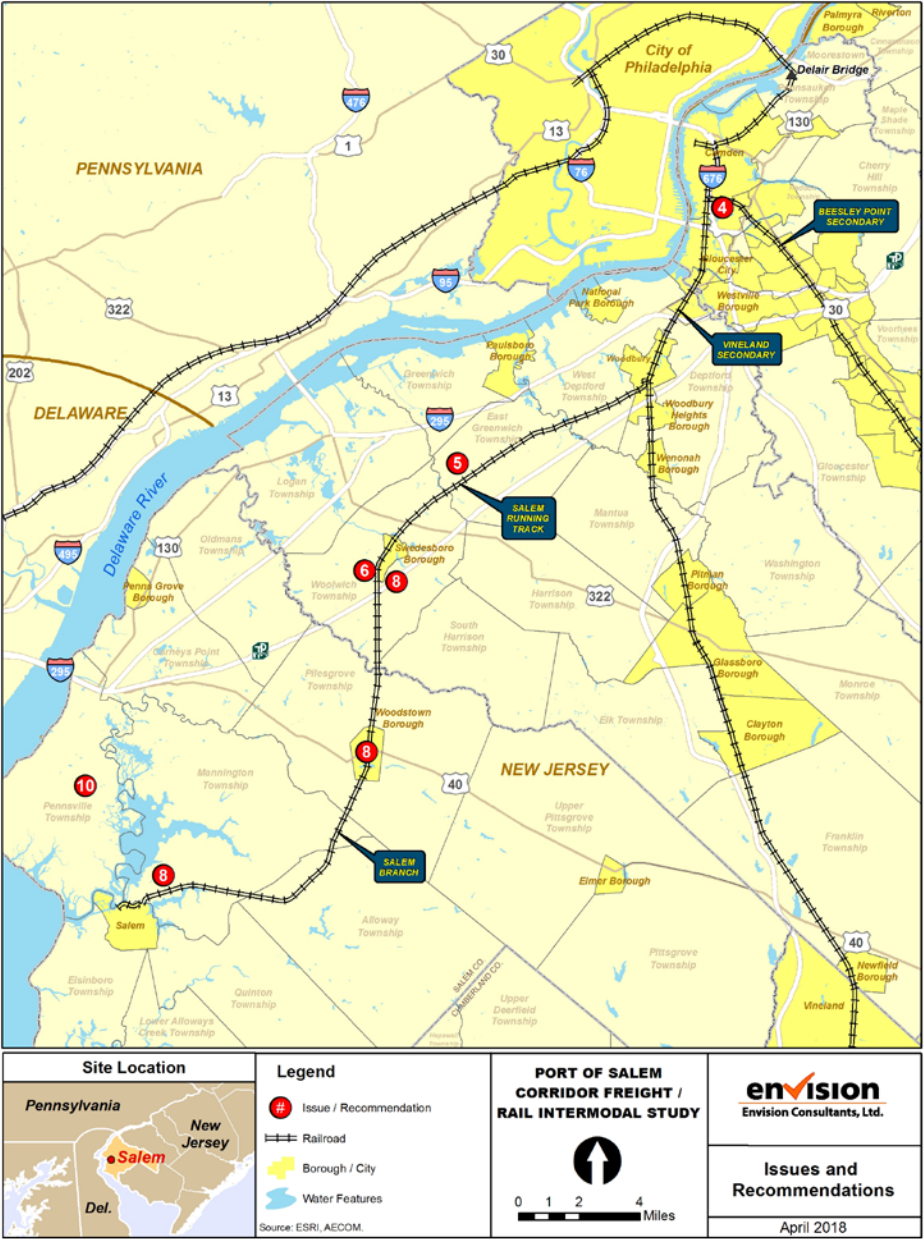 Palmyra
Borough
Riverton
Cinnaminson
Township
Moorestown
City of
Philadelphia
Delair Bridge
Pennsauken
Township
30
476
Maple
Shade
Township
130
13
1
PENNSYLVANIA
76
Camden
676
Cherry
Hill
Township
4
BEESLEY POINT
SECONDARY
Gloucester
City
95
National
Park Borough
Westville
Borough
322
30
Voorhees
Township
Paulsboro
Borough
VINELAND
SECONDARY
Woodbury
202
Greenwich
Township
West
Deptford
Township
Deptford
Township
13
DELAWARE
295
East
Greenwich
Township
Woodbury
Heights
Borough
Wenonah
Borough
5
Gloucester
Township
Logan
Township
Delaware River
SALEM
RUNNING
TRACK
Mantua
Township
495
130
Oldmans
Township
Swedesboro
Borough
6
8
Washington
Township
Penns Grove
Borough
Woolwich
Township
Harrison
Township
322
Pitman
Borough
South
Harrison
Township
295
Carneys Point
Township
Pilesgrove
Township
Glassboro
Borough
Monroe
Township
Woodstown
Borough
Elk Township
Clayton
Borough
8
NEW JERSEY
10
Pennsville
Township
Mannington
Township
40
Upper
Pittsgrove
Township
Franklin
Township
SALEM
BRANCH
8
Elmer Borough
Salem
Alloway
Township
40
Pittsgrove
Township
Newfield
Borough
SALEM CO.
CUMBERLAND CO.
Elsinboro
Township
Quinton
Township
Upper
Deerfield
Township
Vineland
Lower Alloways
Creek Township
Hopewell
Township
Site Location
Pennsylvania
New
Jersey
Salem
Del.
Legend
# Issue / Recommendation
Railroad
Borough / City
Water Features
Source: ESRI, AECOM.
PORT OF SALEM
CORRIDOR FREIGHT /
RAIL INTERMODAL STUDY
0 1 2 4
Miles
envision
Envision Consultants, Ltd.
Issues and
Recommendations
April 2018